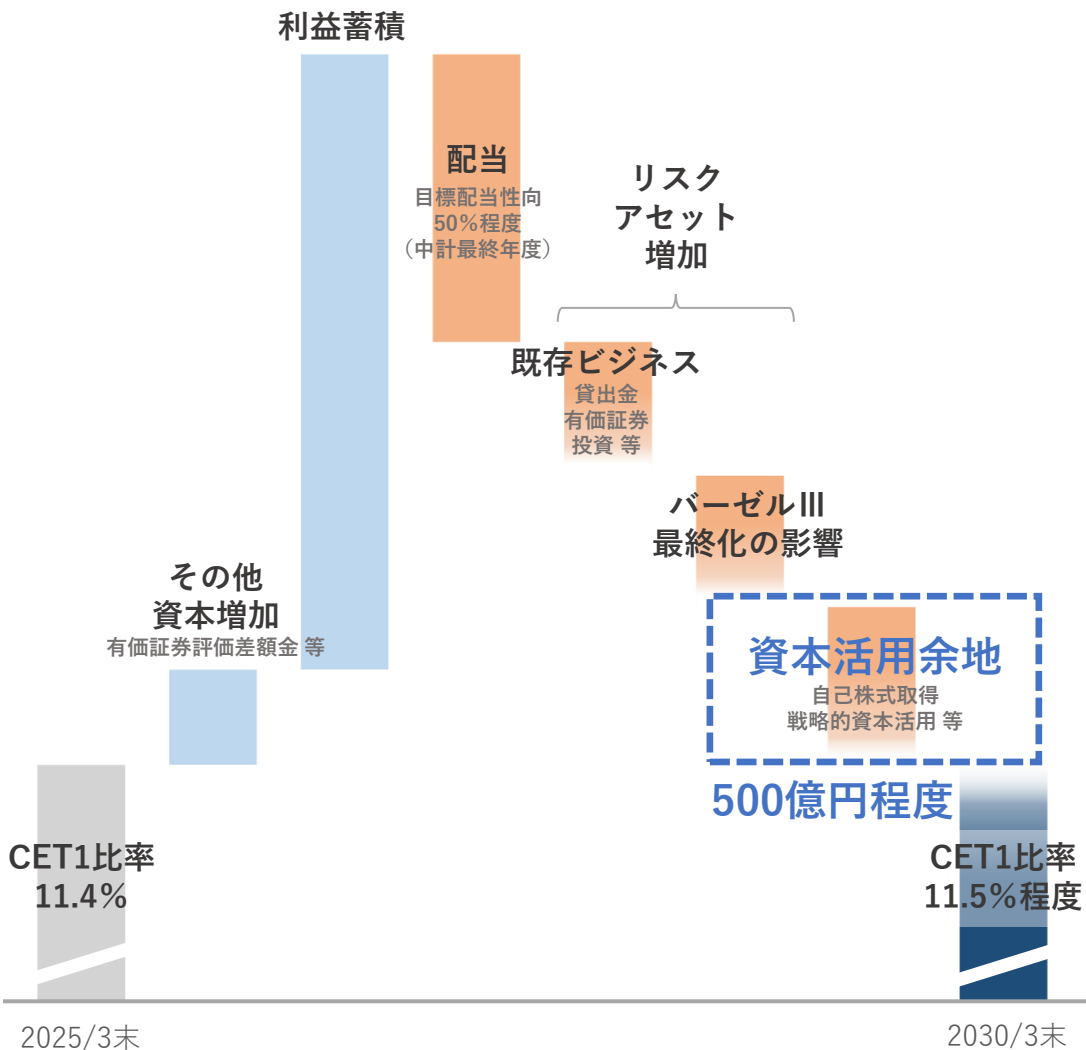 利益蓄積
配当
目標配当性向
50%程度
（中計最終年度）
リスク
アセット
増加
既存ビジネス
貸出金
有価証券
投資 等
バーゼルⅢ
最終化の影響
その他
資本増加
有価証券評価差額金 等
資本活用余地
自己株式取得
戦略的資本活用 等
500億円程度
CET1比率
11.4%
CET1比率
11.5%程度
2025/3末
2030/3末